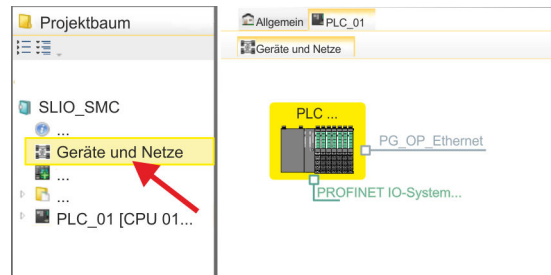 Projektbaum
SLIO_SMC
...
Geräte und Netze
...
...
PLC_01 [CPU 01...
Allgemein PLC_01
Geräte und Netze
PLC ...
PG_OP_Ethernet
PROFINET IO-System...